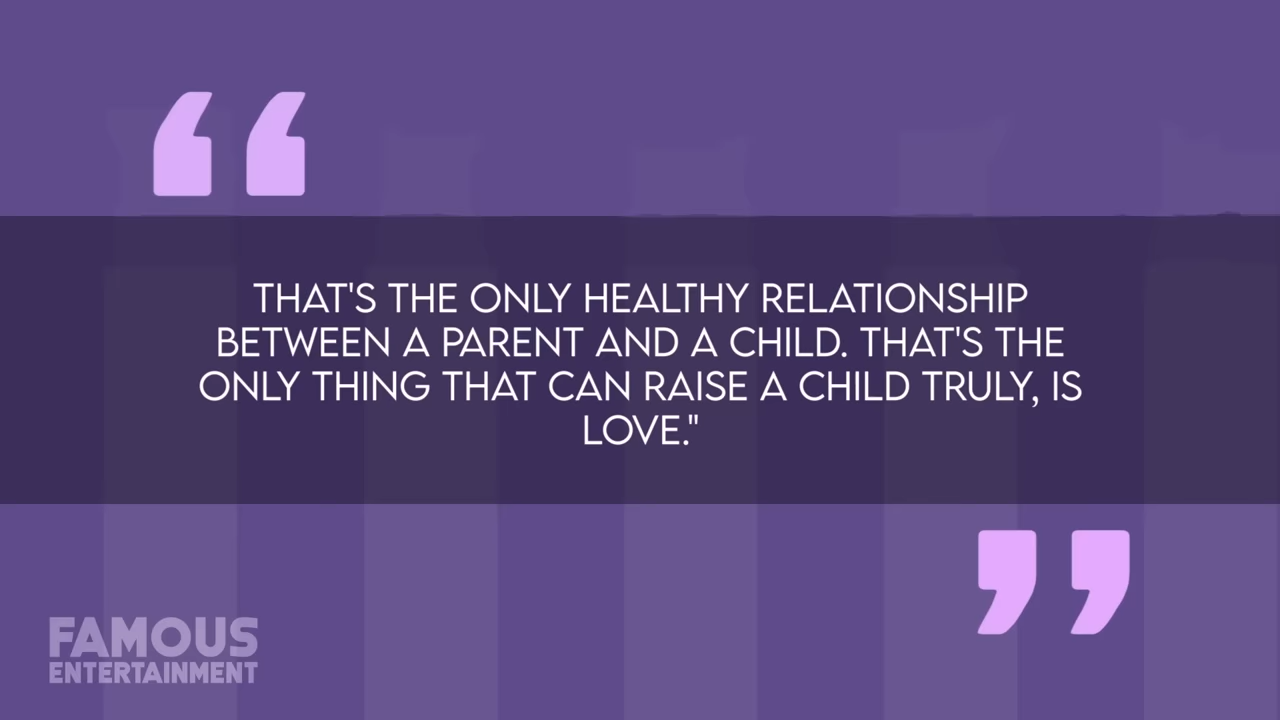 THAT'S THE ONLY HEALTHY RELATIONSHIP
BETWEEN A PARENT AND A CHILD. THAT'S THE
ONLY THING THAT CAN RAISE A CHILD TRULY, IS
LOVE."
FAMOUS
ENTERTAINMENT